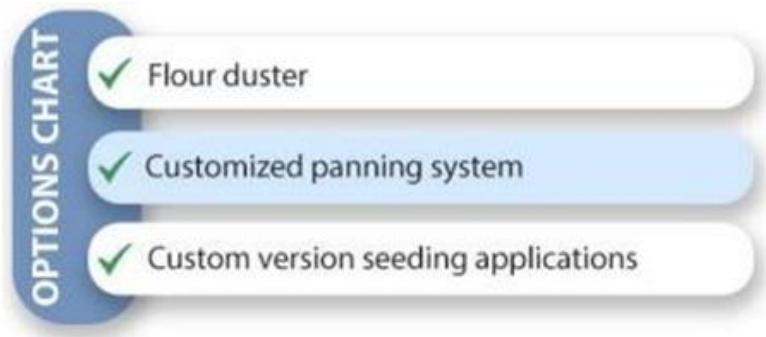 OPTIONS CHART
Flour duster
Customized panning system
Custom version seeding applications